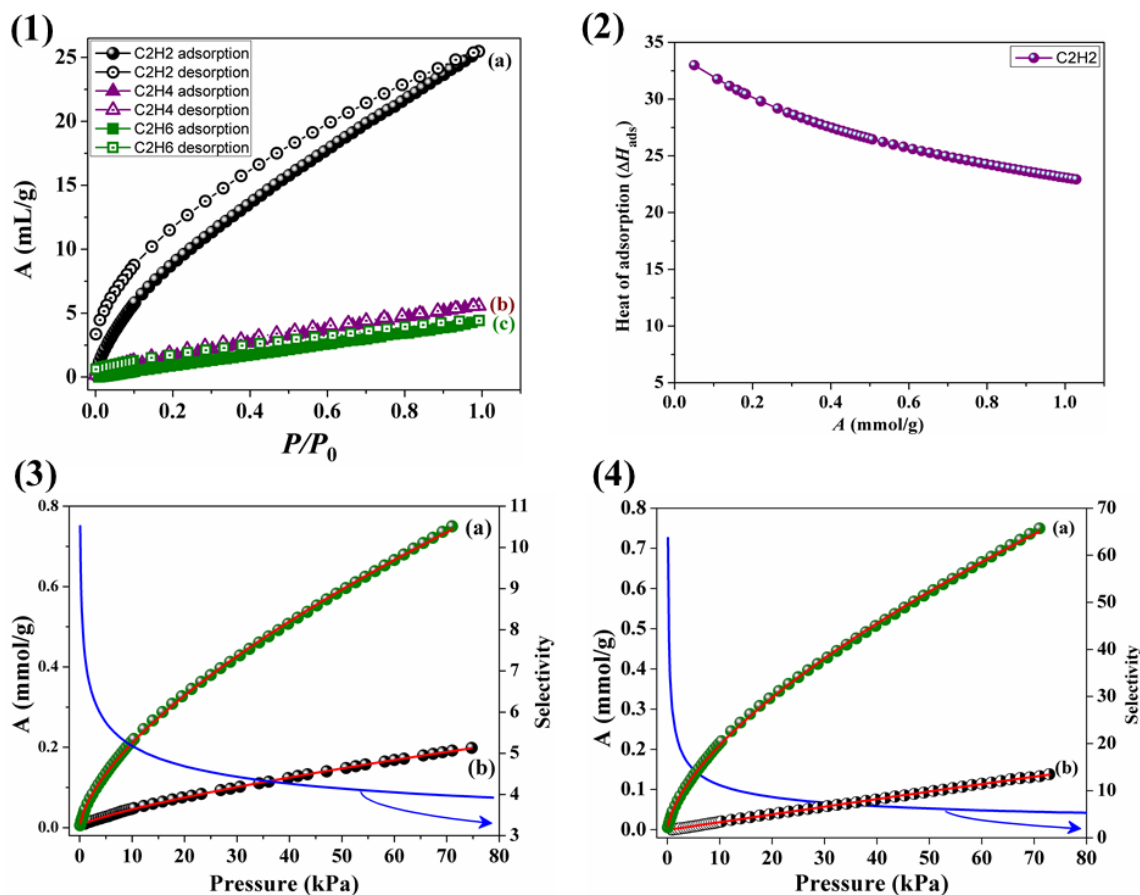 (1)
C2H2 adsorption
C2H2 desorption
C2H4 adsorption
C2H4 desorption
C2H6 adsorption
C2H6 desorption
(a)
(b)
(c)
A (mL/g)
25
20
15
10
5
0
0.0 0.2 0.4 0.6 0.8 1.0
P/P0
(2)
C2H2
Heat of adsorption (ΔHads)
35
30
25
20
15
10
5
0.0 0.2 0.4 0.6 0.8 1.0
A (mmol/g)
(3)
(a)
(b)
A (mmol/g)
0.8
0.6
0.4
0.2
0.0
11
10
9
8
7
6
5
4
3
Selectivity
0 10 20 30 40 50 60 70 80
Pressure (kPa)
(4)
(a)
(b)
A (mmol/g)
0.8
0.7
0.6
0.5
0.4
0.3
0.2
0.1
0.0
70
60
50
40
30
20
10
0
Selectivity
0 10 20 30 40 50 60 70 80
Pressure (kPa)